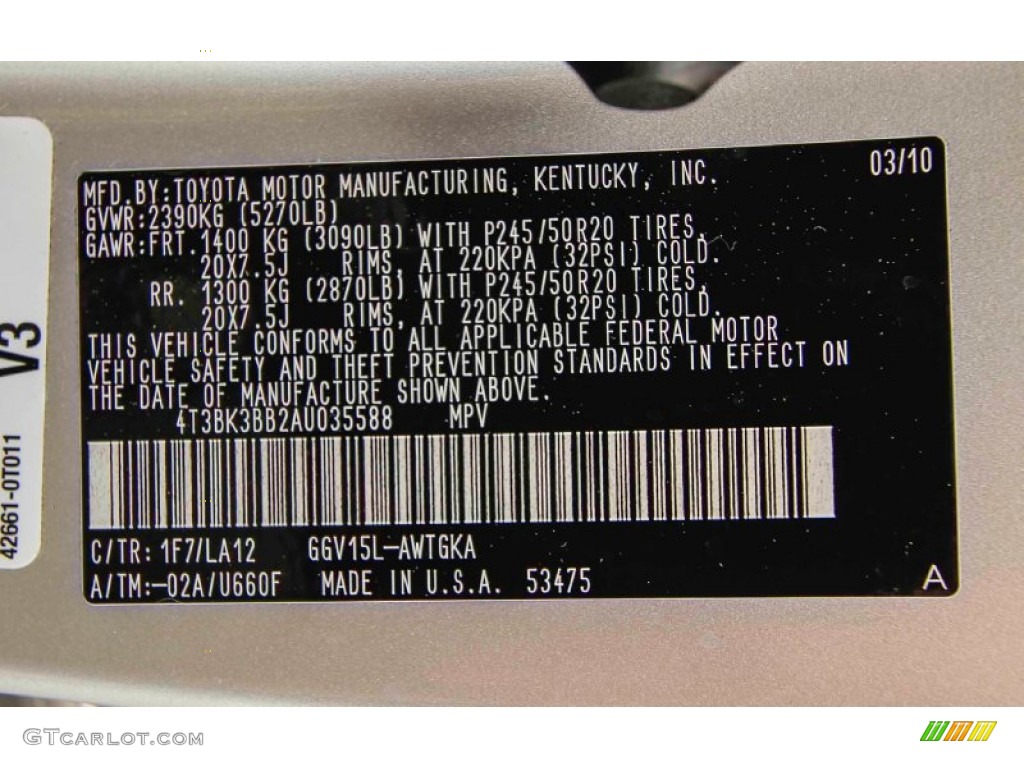 03/10
MFD.BY:TOYOTA MOTOR MANUFACTURING, KENTUCKY, INC.
GVWR:2390KG (5270LB)
GAWR:FRT. 1400 KG (3090LB) WITH P245/50R20 TIRES,
20X7.5J RIMS, AT 220KPA (32PSI) COLD.
RR. 1300 KG (2870LB) WITH P245/50R20 TIRES,
20X7.5J RIMS, AT 220KPA (32PSI) COLD.
THIS VEHICLE CONFORMS TO ALL APPLICABLE FEDERAL MOTOR
VEHICLE SAFETY AND THEFT PREVENTION STANDARDS IN EFFECT ON
THE DATE OF MANUFACTURE SHOWN ABOVE.
4T3BK3BB2AU035588 MPV
C/TR: 1F7/LA12 GGV15L-AWTGKA
A/TM:-02A/U660F MADE IN U.S.A. 53475
A
V3
42661-0T011
GTCARLOT.COM